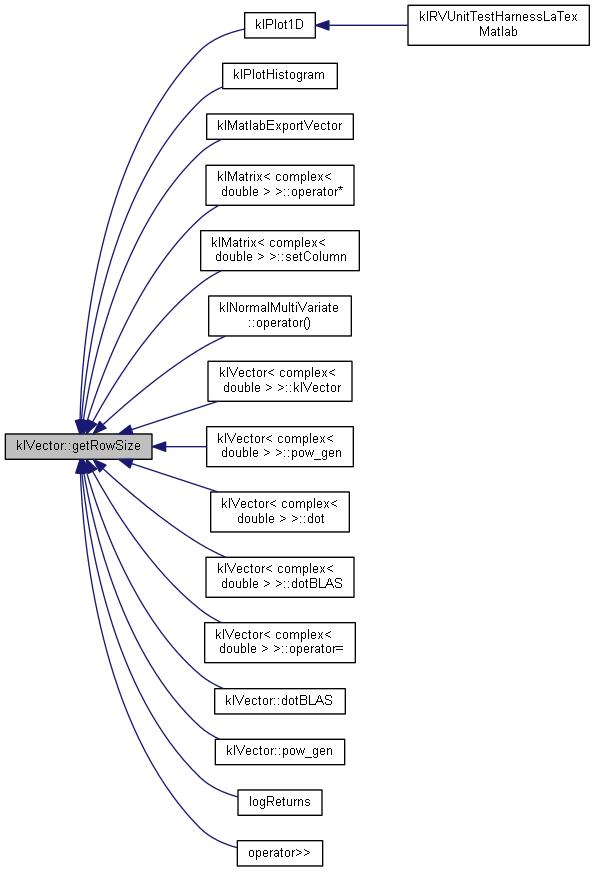 klPlot1D
klRVUnitTestHarnessLaTex
Matlab
klPlotHistogram
klMatlabExportVector
klMatrix< complex<
double > >::operator*
klMatrix< complex<
double > >::setColumn
klNormalMultiVariate
::operator()
klVector< complex<
double > >::klVector
klVector::getRowSize
klVector< complex<
double > >::pow_gen
klVector< complex<
double > >::dot
klVector< complex<
double > >::dotBLAS
klVector< complex<
double > >::operator=
klVector::dotBLAS
klVector::pow_gen
logReturns
operator>>